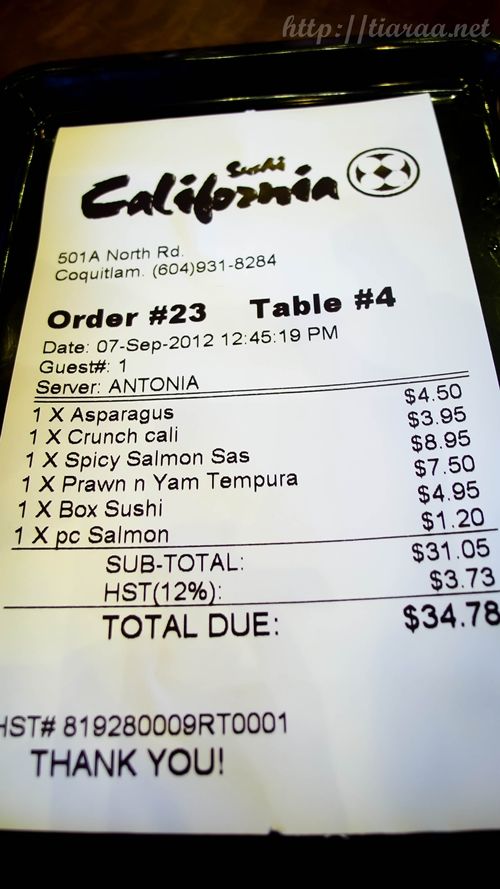 http://tiaraa.net
Sushi
California
501A North Rd.
Coquitlam. (604)931-8284
Order #23 Table #4
Date: 07-Sep-2012 12:45:19 PM
Guest#: 1
Server: ANTONIA
1 X Asparagus $4.50
1 X Crunch cali $3.95
1 X Spicy Salmon Sas $8.95
1 X Prawn n Yam Tempura $7.50
1 X Box Sushi $4.95
1 X pc Salmon $1.20
SUB-TOTAL: $31.05
HST(12%): $3.73
TOTAL DUE: $34.78
HST# 819280009RT0001
THANK YOU!